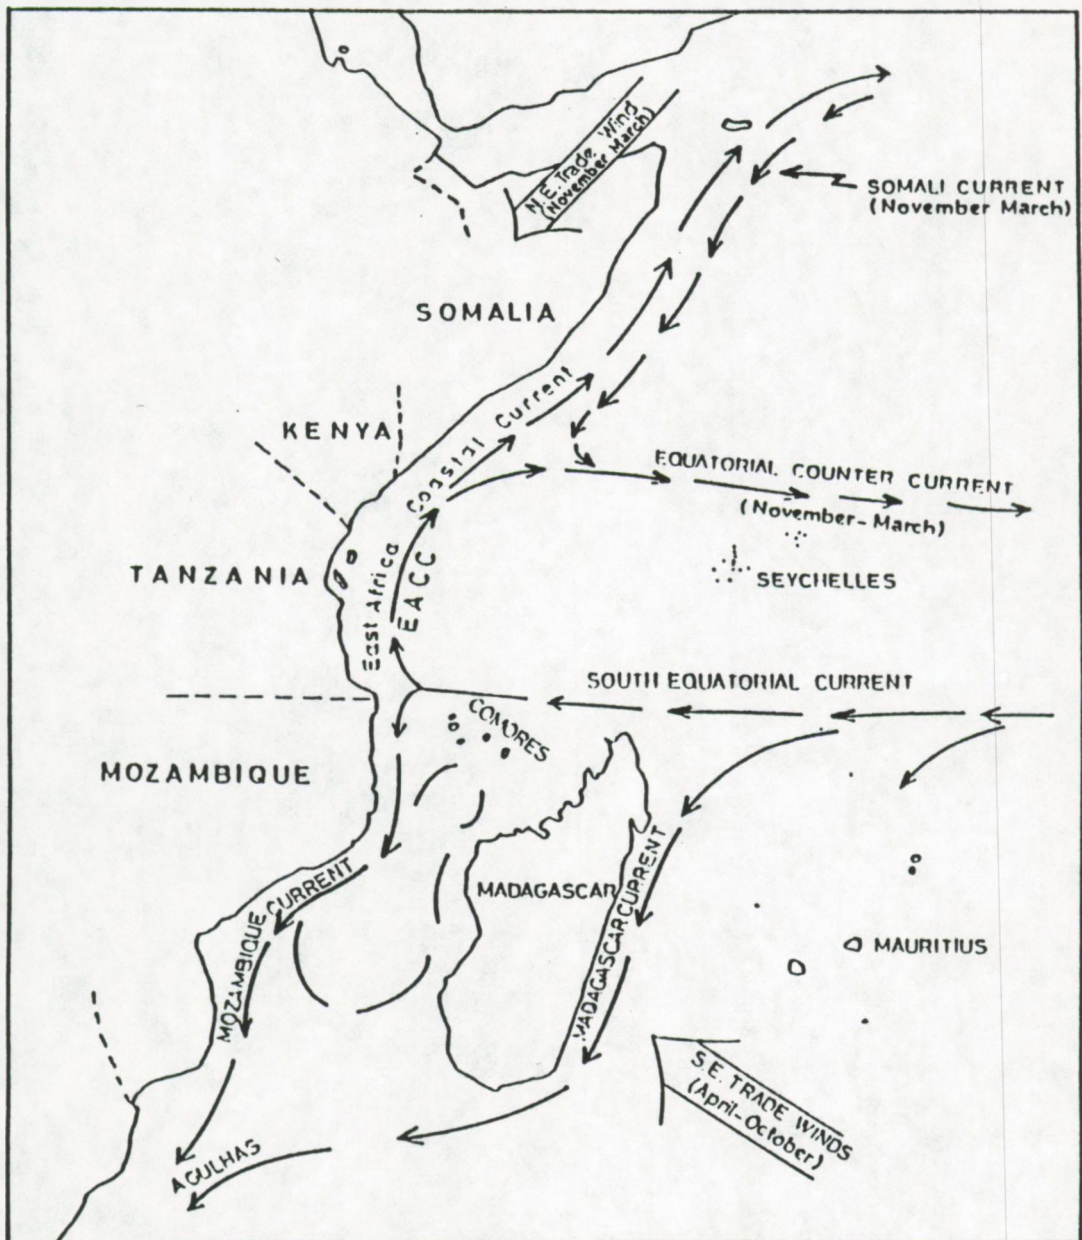 N.E. Trade Wind
November March)
SOMALI CURRENT
(November March)
SOMALIA
KENYA
East Africa Coastal Current
EACC
EQUATORIAL COUNTER CURRENT
(November-March)
TANZANIA
SEYCHELLES
SOUTH EQUATORIAL CURRENT
COMORES
MOZAMBIQUE
MADAGASCAR
MADAGASCAR CURRENT
MOZAMBIQUE CURRENT
MAURITIUS
S.E. TRADE WINDS
(April-October)
AGULHAS